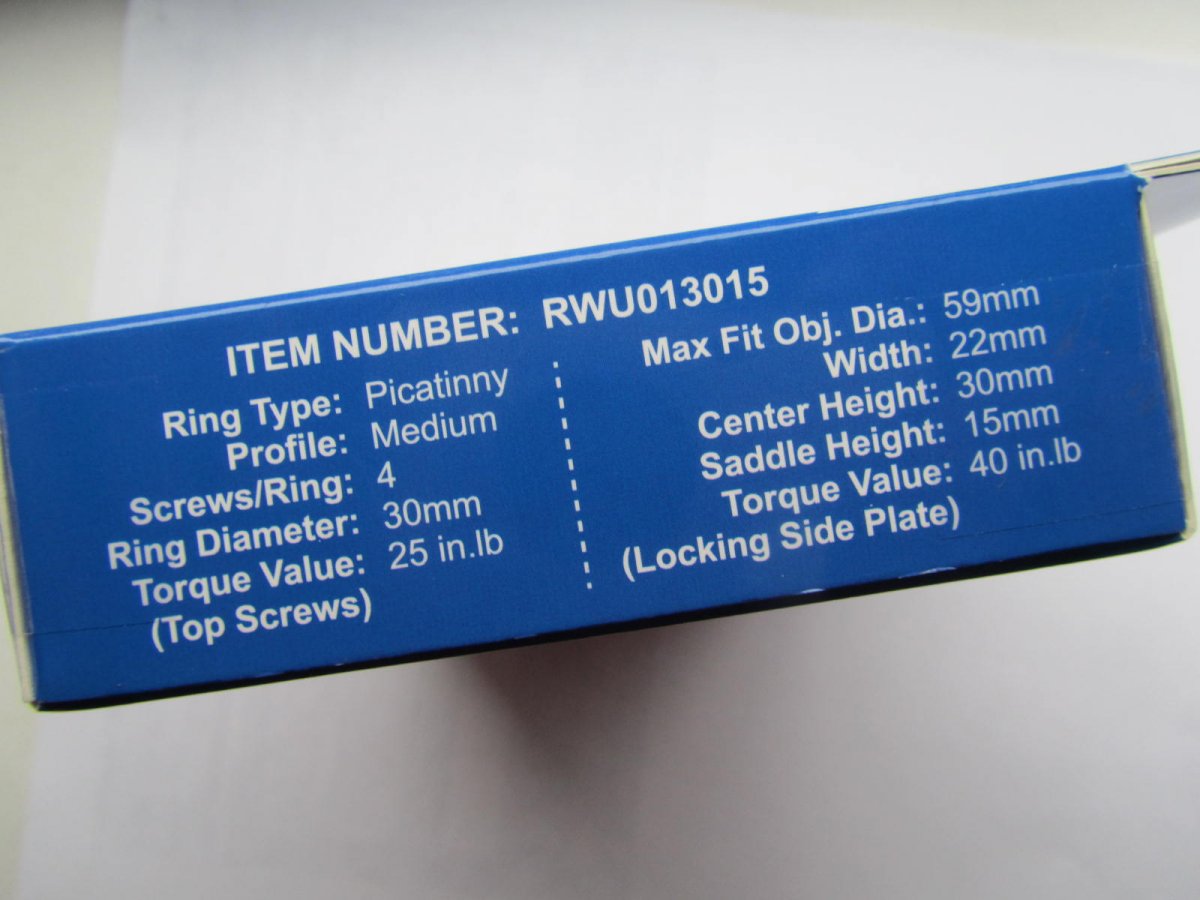 ITEM NUMBER: RWU013015
Ring Type: Picatinny
Profile: Medium
Screws/Ring: 4
Ring Diameter: 30mm
Torque Value: 25 in.lb
(Top Screws)
Max Fit Obj. Dia.: 59mm
Width: 22mm
Center Height: 30mm
Saddle Height: 15mm
Torque Value: 40 in.lb
(Locking Side Plate)